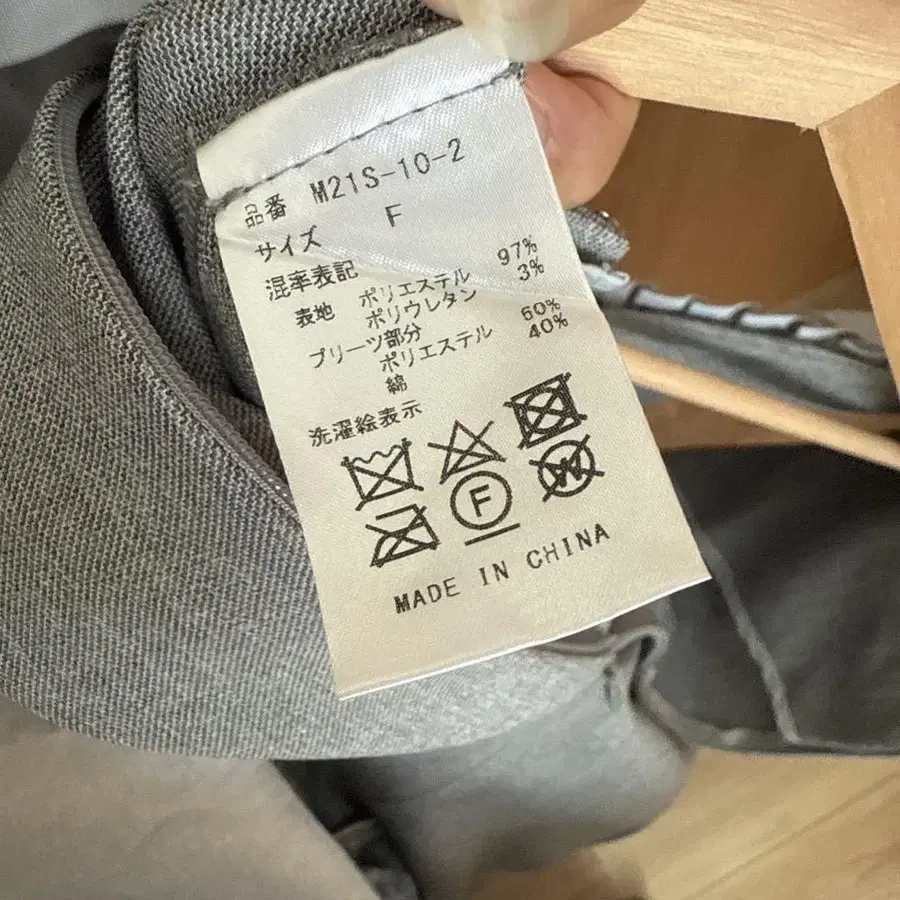 品番 M21S-10-2
サイズ F
混率表記
表地 ポリエステル 97%
ポリウレタン 3%
プリーツ部分
ポリエステル 60%
綿 40%
洗濯絵表示
F
W
MADE IN CHINA